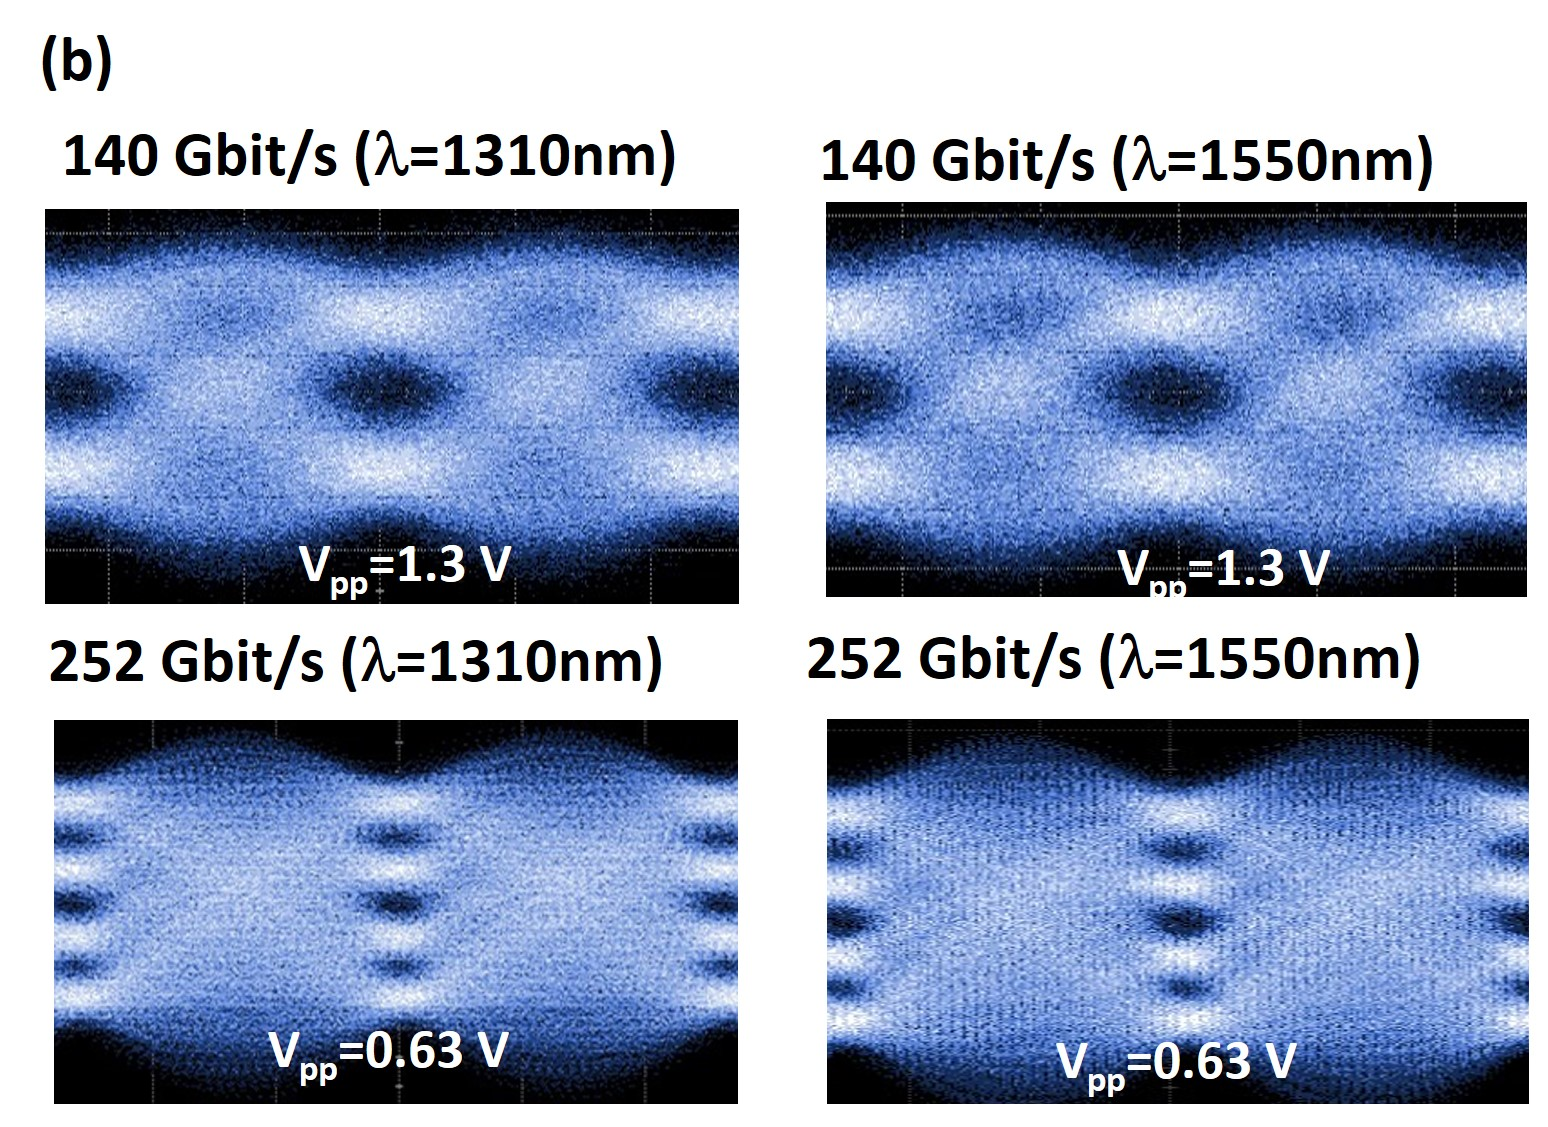 (b)
140 Gbit/s (λ=1310nm)
140 Gbit/s (λ=1550nm)
Vpp=1.3 V
Vpp=1.3 V
252 Gbit/s (λ=1310nm)
252 Gbit/s (λ=1550nm)
Vpp=0.63 V
Vpp=0.63 V